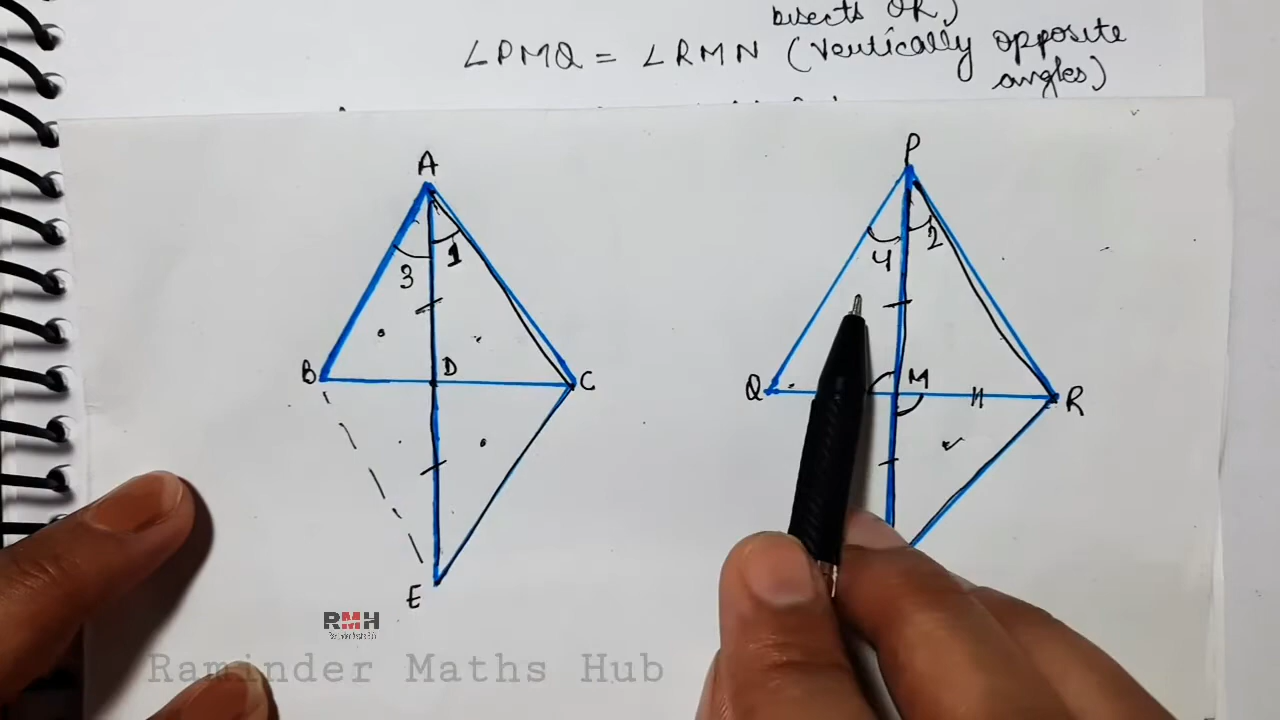 bisects QR)
∠PMQ = ∠RMN (Vertically opposite
angles)
A
P
1
2
3
4
B
D
C
Q
M
R
E
RMH
Raminder Maths Hub